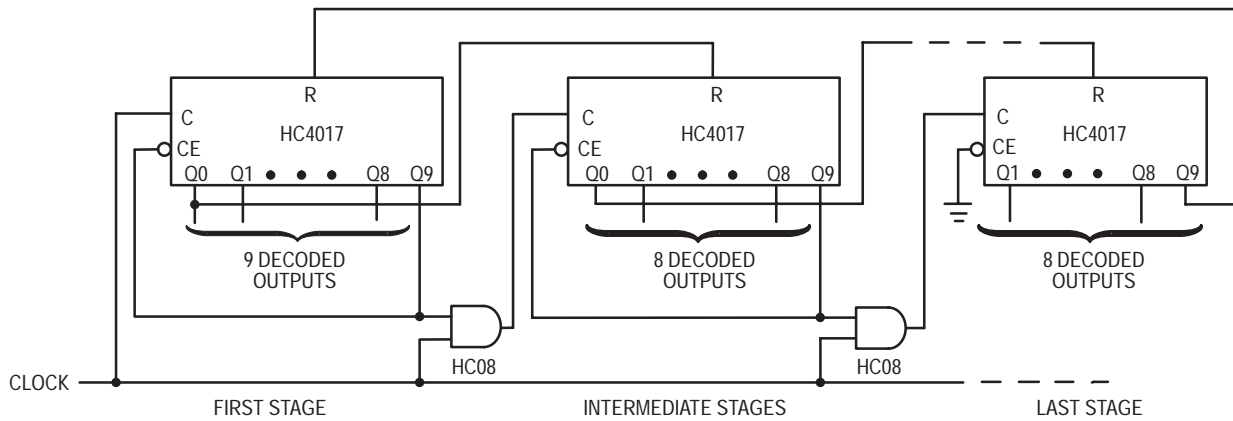 R
R
R
C
HC4017
C
HC4017
C
HC4017
CE
CE
CE
Q0 Q1 • • • Q8 Q9
Q0 Q1 • • • Q8 Q9
Q1 • • • Q8 Q9
9 DECODED
OUTPUTS
8 DECODED
OUTPUTS
8 DECODED
OUTPUTS
HC08
HC08
CLOCK
FIRST STAGE
INTERMEDIATE STAGES
LAST STAGE